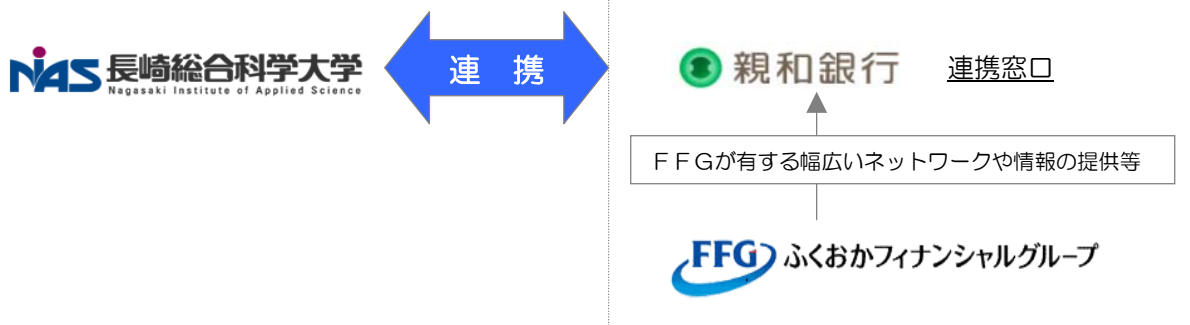 NiAS 長崎総合科学大学
Nagasaki Institute of Applied Science
連 携
親和銀行
連携窓口
ＦＦＧが有する幅広いネットワークや情報の提供等
FFG ふくおかフィナンシャルグループ